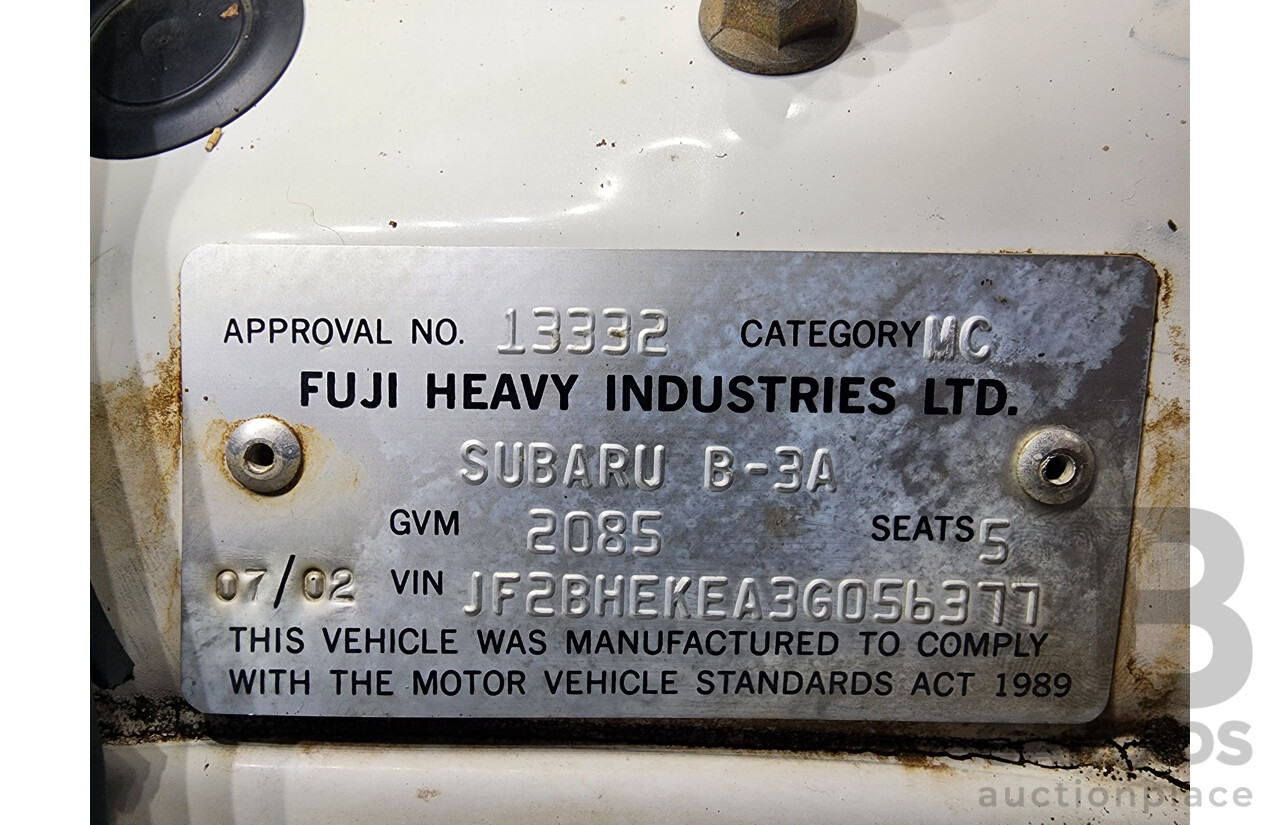 APPROVAL NO. 13332 CATEGORY MC
FUJI HEAVY INDUSTRIES LTD.
SUBARU B-3A
GVM 2085 SEATS 5
07/02 VIN JF2BHEKEA3G056377
THIS VEHICLE WAS MANUFACTURED TO COMPLY
WITH THE MOTOR VEHICLE STANDARDS ACT 1989
auctionplace